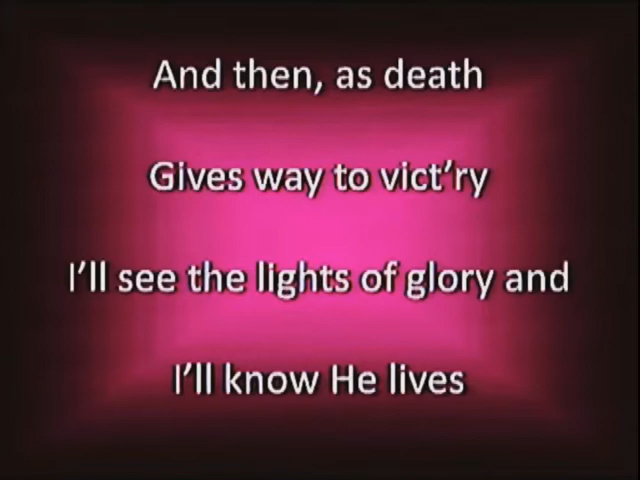 And then, as death
Gives way to vict’ry
I’ll see the lights of glory and
I’ll know He lives